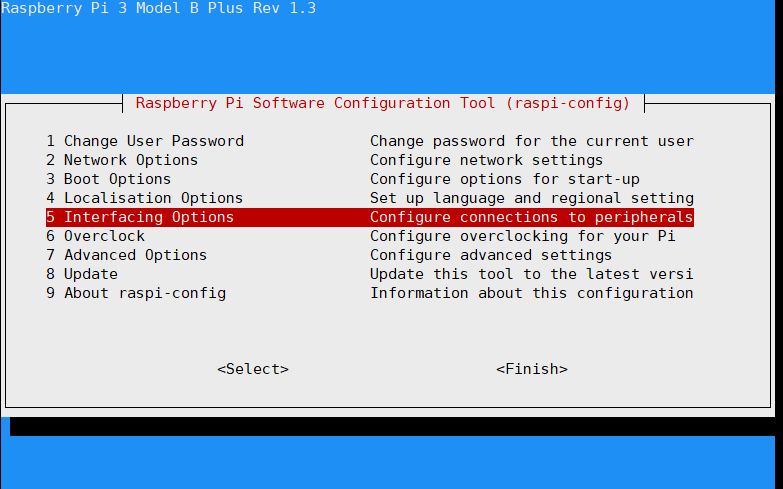 Raspberry Pi 3 Model B Plus Rev 1.3
Raspberry Pi Software Configuration Tool (raspi-config)
1 Change User Password Change password for the current user
2 Network Options Configure network settings
3 Boot Options Configure options for start-up
4 Localisation Options Set up language and regional setting
5 Interfacing Options Configure connections to peripherals
6 Overclock Configure overclocking for your Pi
7 Advanced Options Configure advanced settings
8 Update Update this tool to the latest versi
9 About raspi-config Information about this configuration
<Select> <Finish>